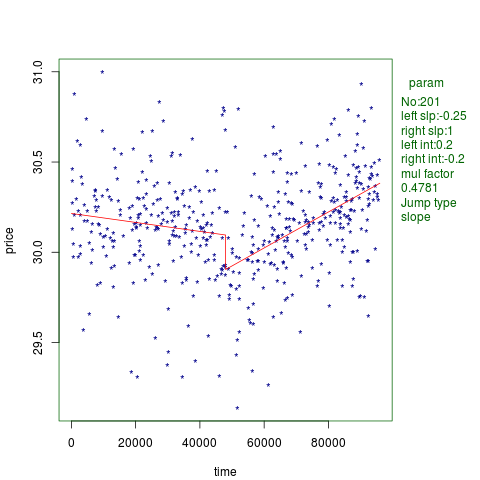 param
No:201
left slp:-0.25
right slp:1
left int:0.2
right int:-0.2
mul factor
0.4781
Jump type
slope
price
31.0
30.5
30.0
29.5
0 20000 40000 60000 80000
time